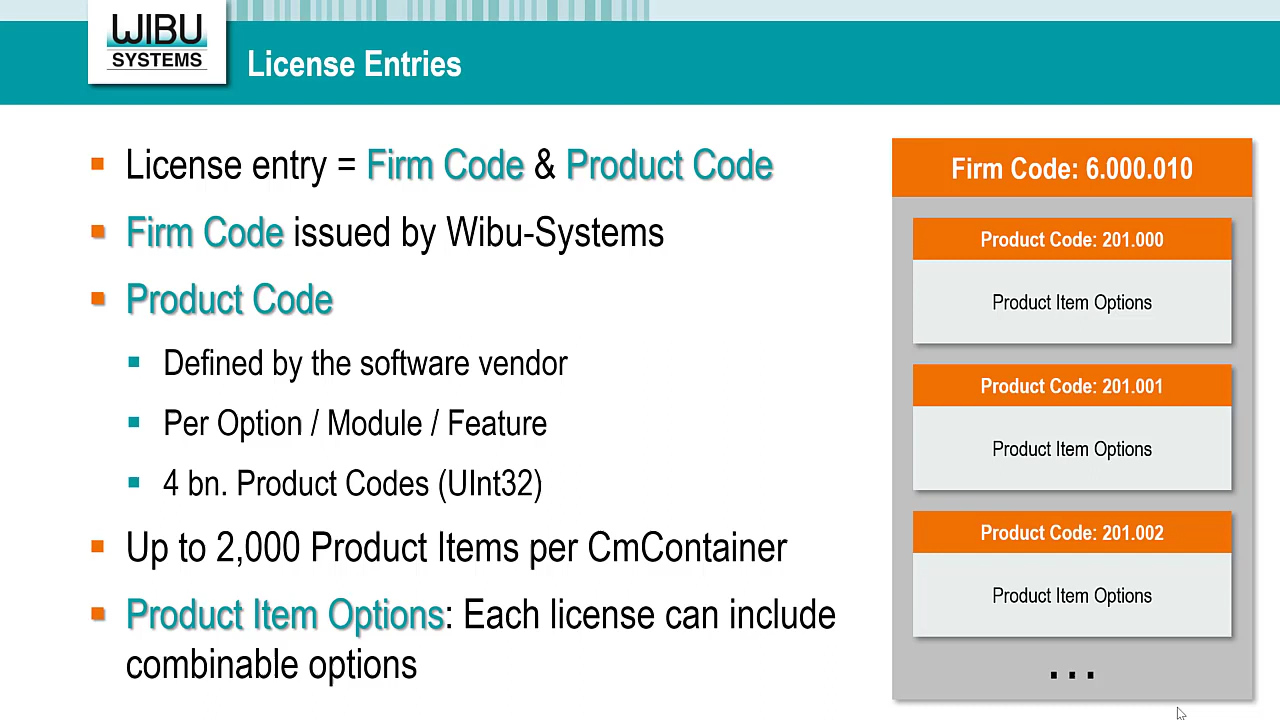 WIBU
SYSTEMS
License Entries
License entry = Firm Code & Product Code
Firm Code issued by Wibu-Systems
Product Code
Defined by the software vendor
Per Option / Module / Feature
4 bn. Product Codes (UInt32)
Up to 2,000 Product Items per CmContainer
Product Item Options: Each license can include
combinable options
Firm Code: 6.000.010
Product Code: 201.000
Product Item Options
Product Code: 201.001
Product Item Options
Product Code: 201.002
Product Item Options
...